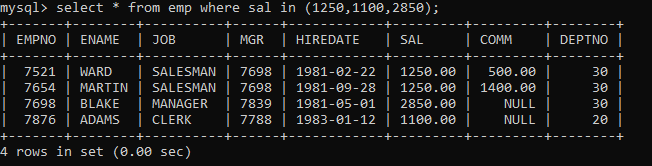 mysql> select * from emp where sal in (1250,1100,2850);
+-------+--------+----------+------+------------+---------+---------+--------+
| EMPNO | ENAME | JOB | MGR | HIREDATE | SAL | COMM | DEPTNO |
+-------+--------+----------+------+------------+---------+---------+--------+
| 7521 | WARD | SALESMAN | 7698 | 1981-02-22 | 1250.00 | 500.00 | 30 |
| 7654 | MARTIN | SALESMAN | 7698 | 1981-09-28 | 1250.00 | 1400.00 | 30 |
| 7698 | BLAKE | MANAGER | 7839 | 1981-05-01 | 2850.00 | NULL | 30 |
| 7876 | ADAMS | CLERK | 7788 | 1983-01-12 | 1100.00 | NULL | 20 |
+-------+--------+----------+------+------------+---------+---------+--------+
4 rows in set (0.00 sec)